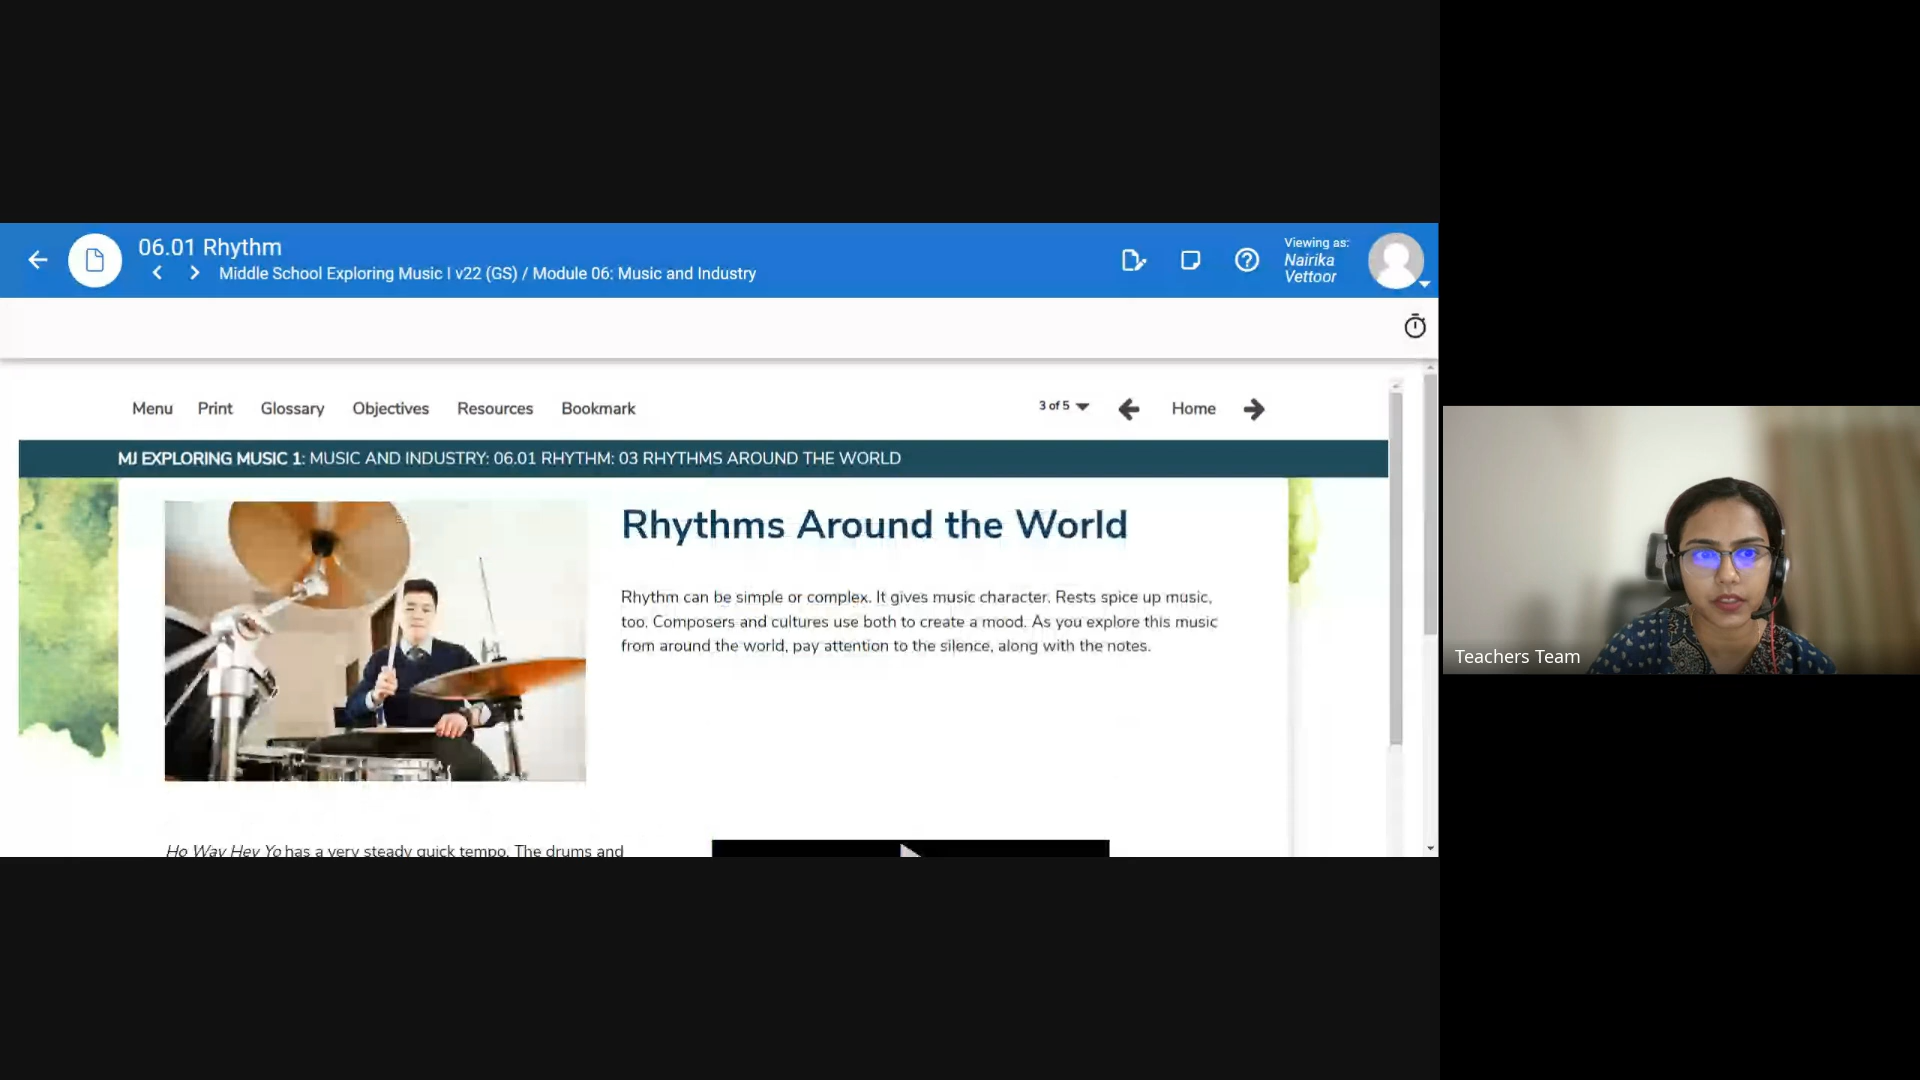 06.01 Rhythm
Middle School Exploring Music I v22 (GS) / Module 06: Music and Industry
Viewing as:
Nairika
Vettoor
Menu Print Glossary Objectives Resources Bookmark
3 of 5
Home
MJ EXPLORING MUSIC 1: MUSIC AND INDUSTRY: 06.01 RHYTHM: 03 RHYTHMS AROUND THE WORLD
Rhythms Around the World
Rhythm can be simple or complex. It gives music character. Rests spice up music,
too. Composers and cultures use both to create a mood. As you explore this music
from around the world, pay attention to the silence, along with the notes.
Ho Way Hey Yo has a very steady quick tempo. The drums and
Teachers Team